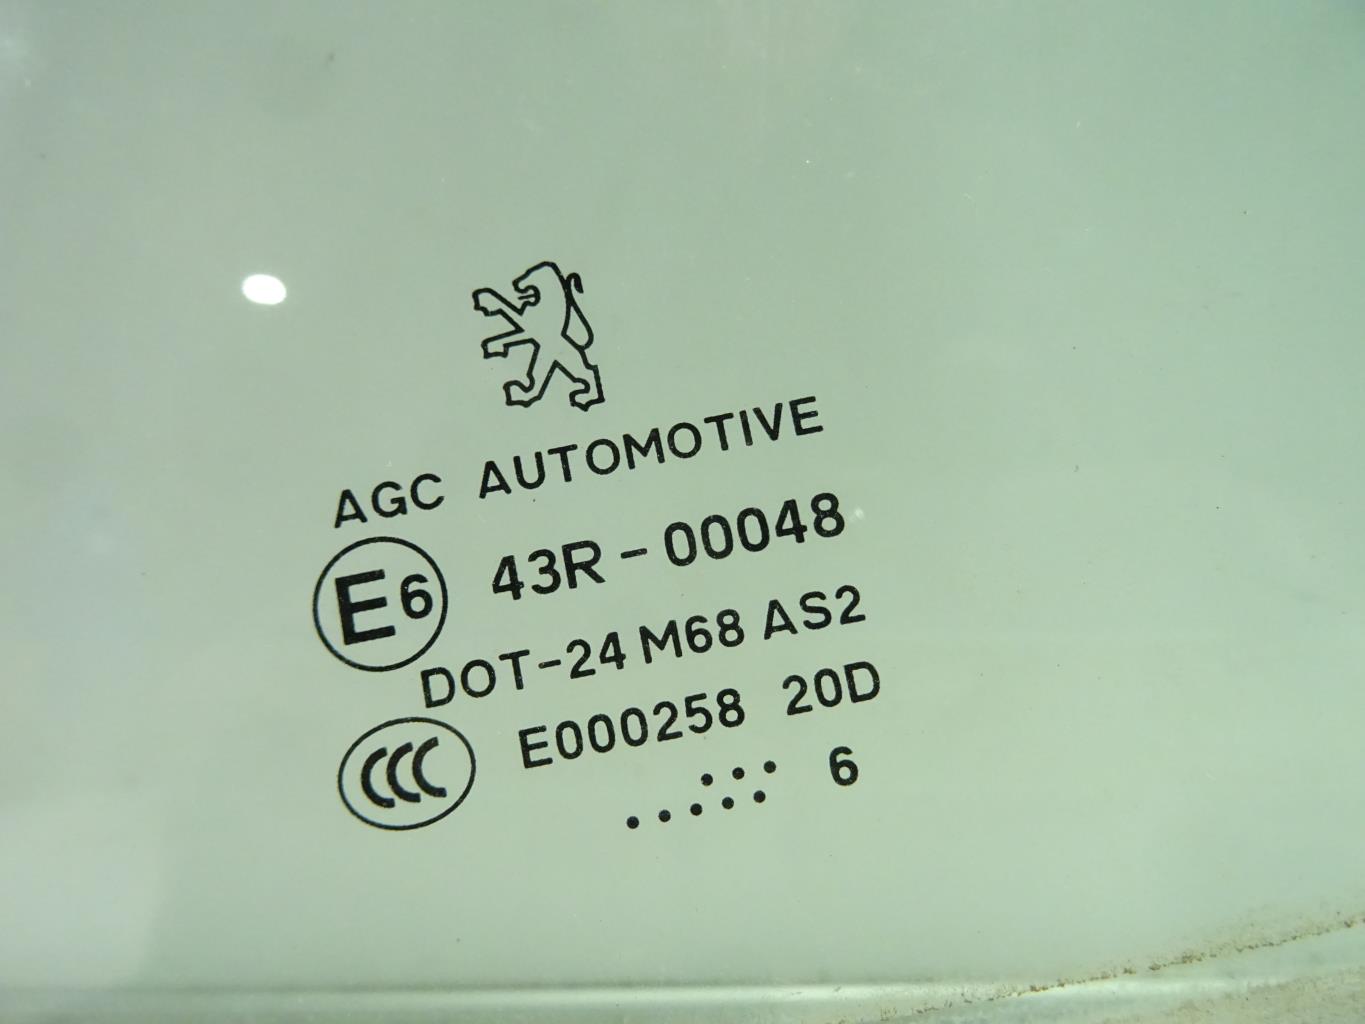 AGC AUTOMOTIVE
E6 43R-00048
DOT-24 M68 AS2
CCC E000258 20D
6